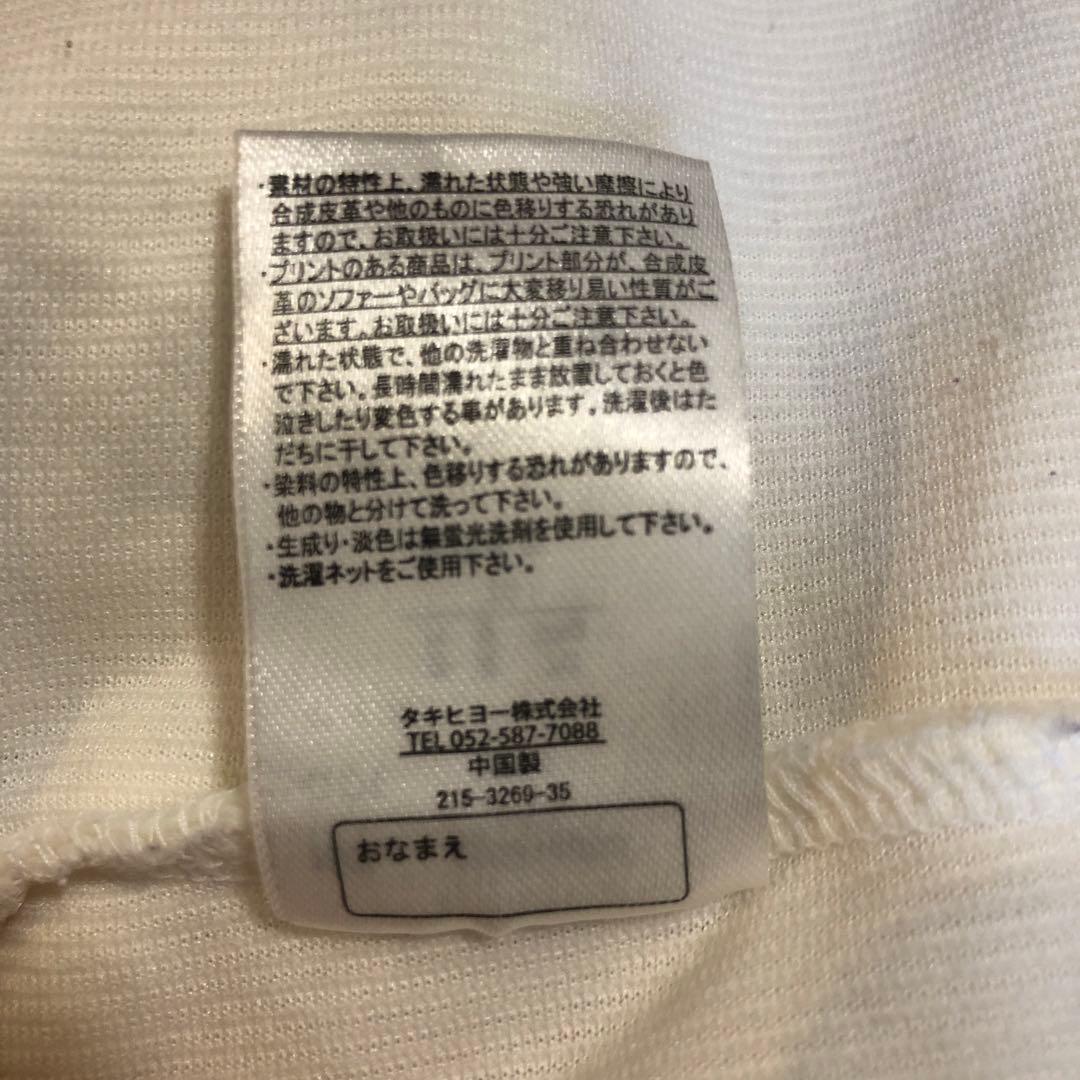 ・素材の特性上、濡れた状態や強い摩擦により
合成皮革や他のものに色移りする恐れがあり
ますので、お取扱いには十分ご注意下さい。
・プリントのある商品は、プリント部分が、合成皮
革のソファーやバッグに大変移り易い性質がご
ざいます。お取扱いには十分ご注意下さい。
・濡れた状態で、他の洗濯物と重ね合わせない
で下さい。長時間濡れたまま放置しておくと色
泣きしたり変色する事があります。洗濯後はた
だちに干して下さい。
・染料の特性上、色移りする恐れがありますので、
他の物と分けて洗って下さい。
・生成り・淡色は無蛍光洗剤を使用して下さい。
・洗濯ネットをご使用下さい。
タキヒヨー株式会社
TEL 052-587-7088
中国製
215-3269-35
おなまえ